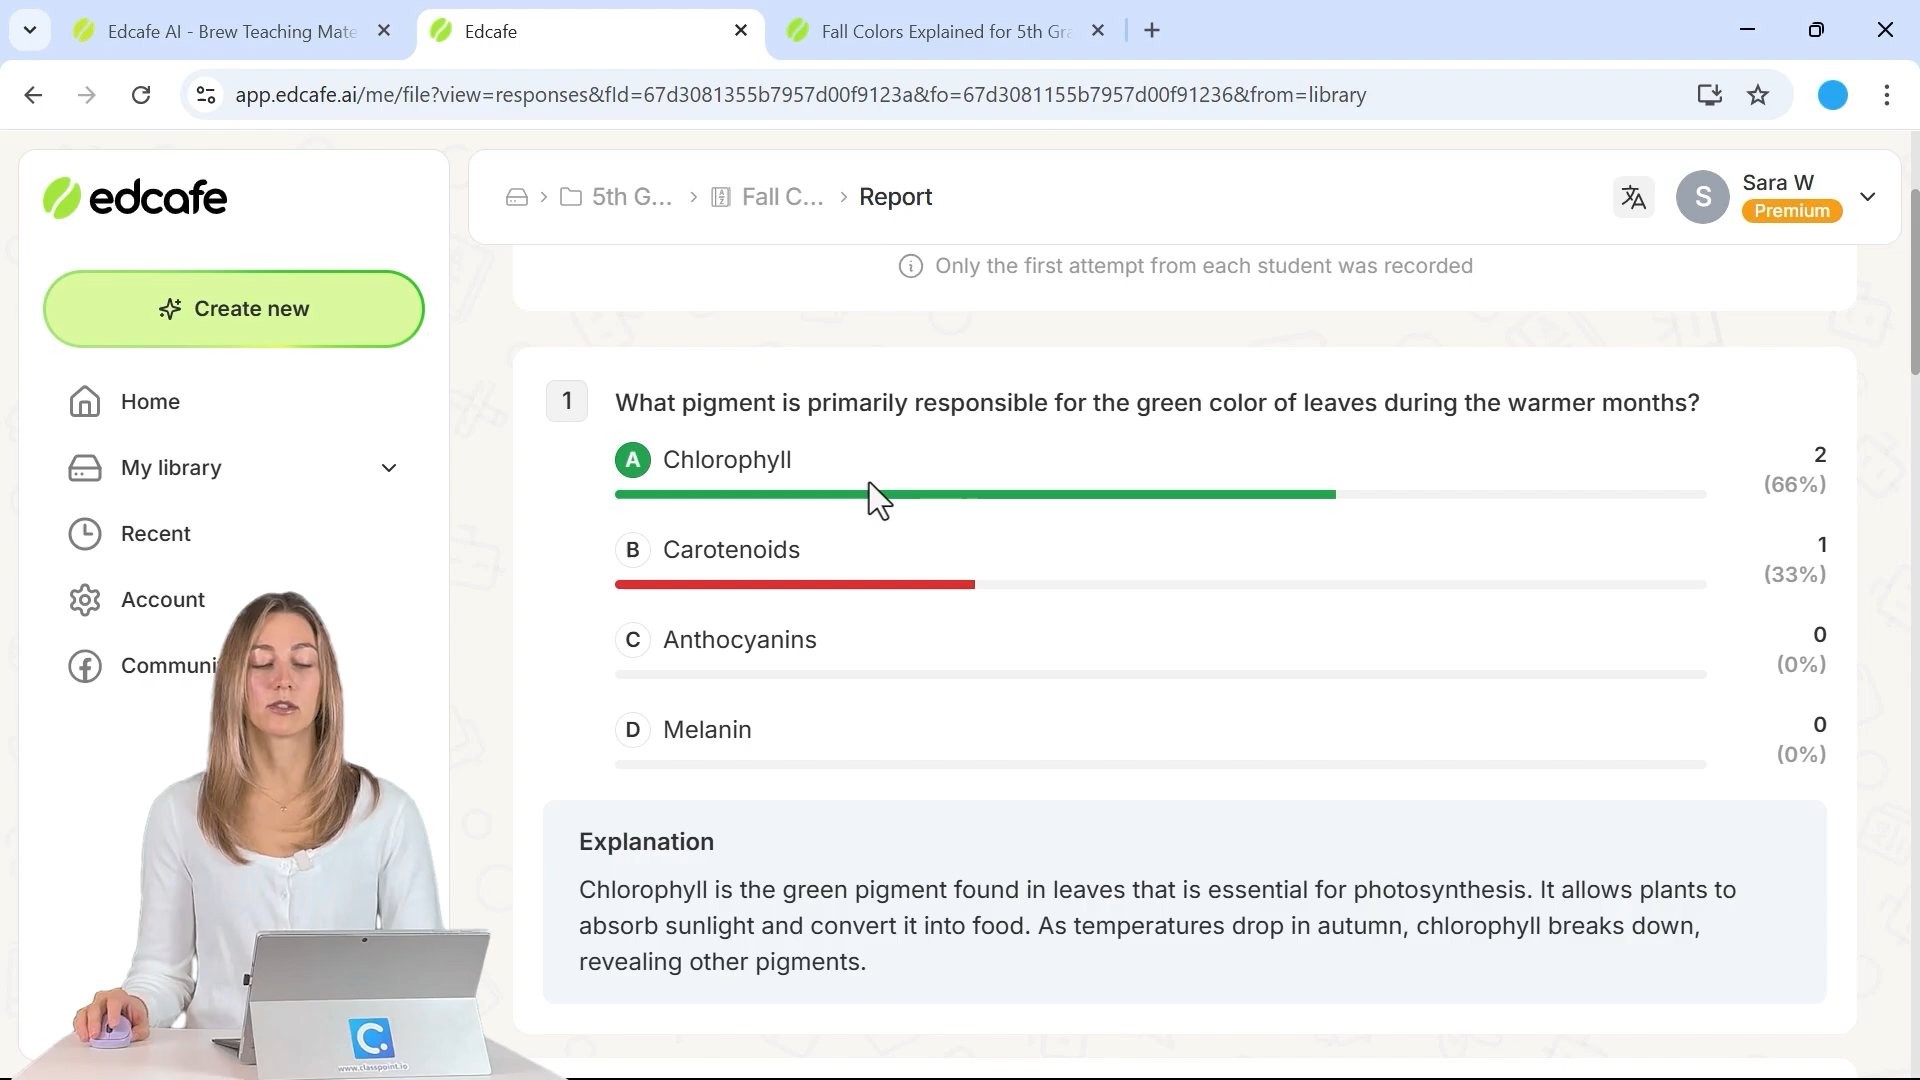 Edcafe AI - Brew Teaching Mate
Edcafe
Fall Colors Explained for 5th Gra
app.edcafe.ai/me/file?view=responses&fId=67d3081355b7957d00f9123a&fo=67d3081155b7957d00f91236&from=library
edcafe
5th G... > Fall C... > Report
S
Sara W
Premium
Create new
Home
My library
Recent
Account
Communi
Only the first attempt from each student was recorded
1 What pigment is primarily responsible for the green color of leaves during the warmer months?
A Chlorophyll
2
(66%)
B Carotenoids
1
(33%)
C Anthocyanins
0
(0%)
D Melanin
0
(0%)
Explanation
Chlorophyll is the green pigment found in leaves that is essential for photosynthesis. It allows plants to
absorb sunlight and convert it into food. As temperatures drop in autumn, chlorophyll breaks down,
revealing other pigments.
C.
www.classpoint.io